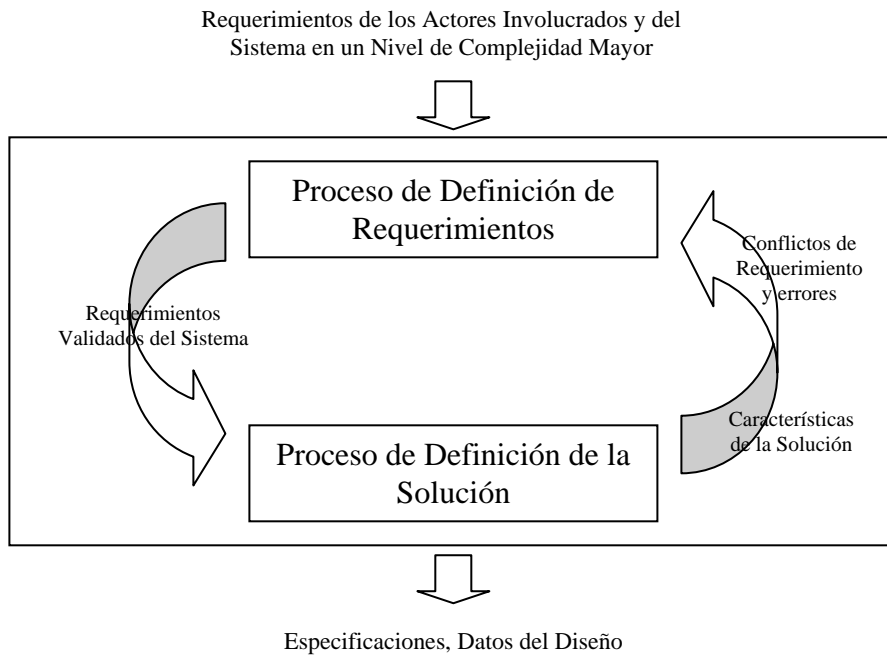 Requerimientos de los Actores Involucrados y del
Sistema en un Nivel de Complejidad Mayor
Proceso de Definición de
Requerimientos
Conflictos de
Requerimiento
y errores
Requerimientos
Validados del Sistema
Características
de la Solución
Proceso de Definición de la
Solución
Especificaciones, Datos del Diseño